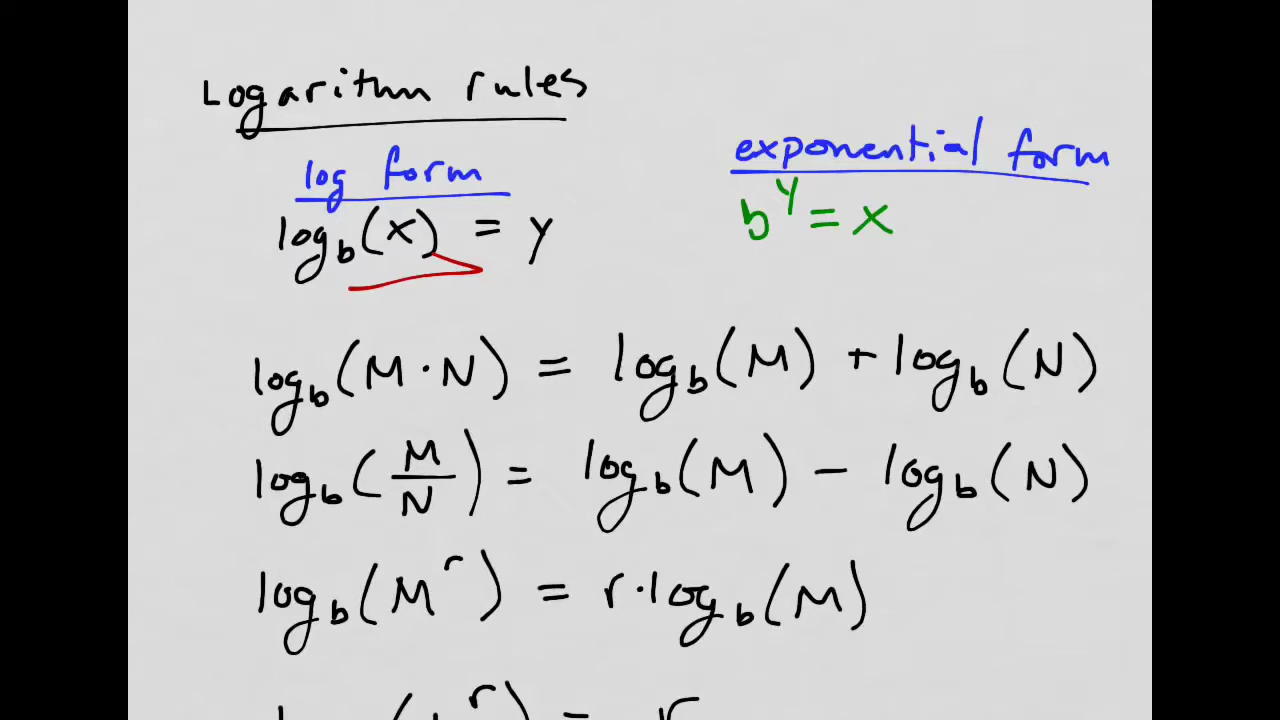 Logarithm rules
log form
exponential form
log_b(x) = y
b^y = x
log_b(M · N) = log_b(M) + log_b(N)
log_b(M/N) = log_b(M) - log_b(N)
log_b(M^r) = r · log_b(M)